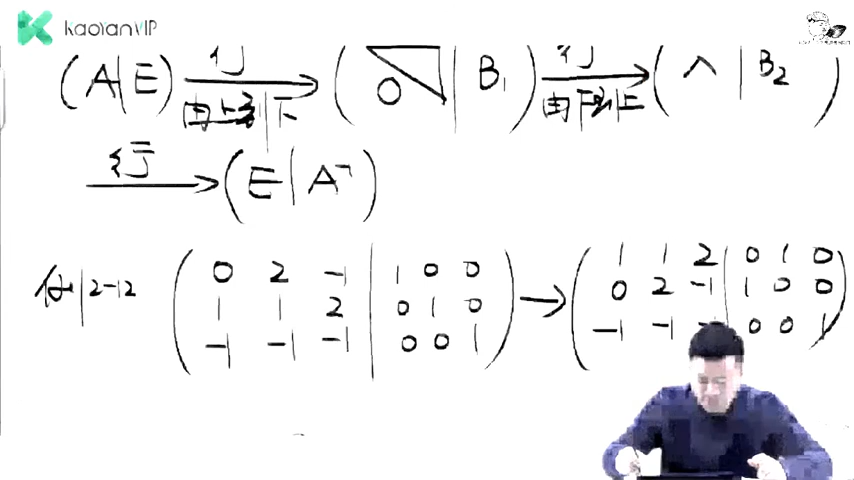 KaoYanVIP
(A|E) 行 由上到下 ( 0 | B₁ ) 行 由下到上 ( Λ | B₂ )
行 (E | A⁻¹)
例2-12 ( 0 2 -1 | 1 0 0 → ( 1 1 2 | 0 1 0
1 1 2 | 0 1 0 0 2 -1 | 1 0 0
-1 -1 -1 | 0 0 1 ) -1 -1 | 0 0 1 )